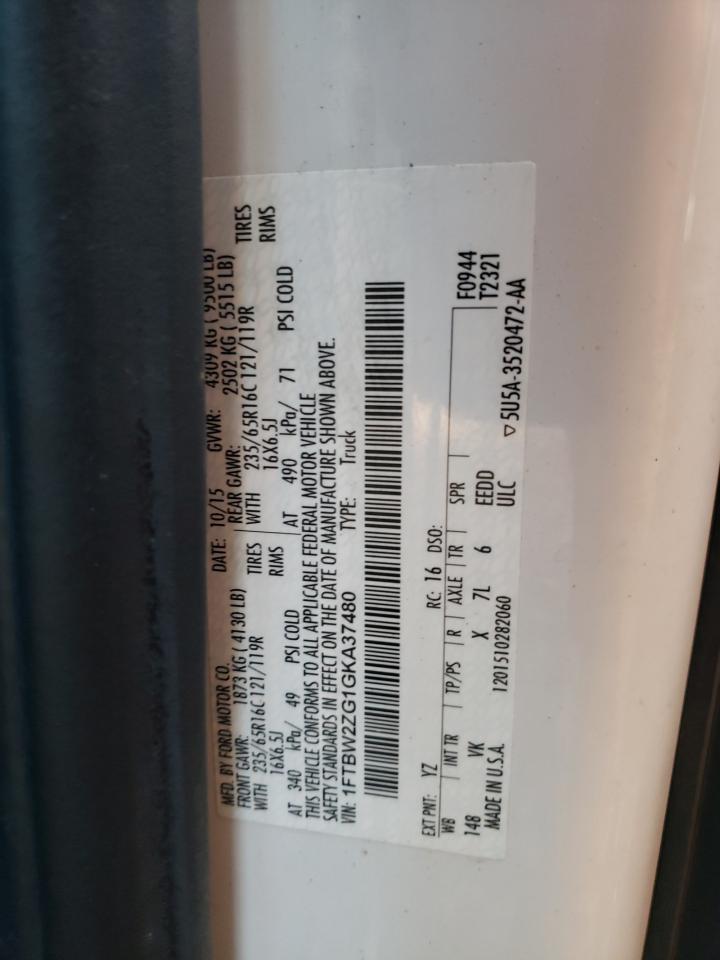 MFD. BY FORD MOTOR CO. DATE: 10/15 GVWR: 4309 KG ( 9500 LB)
FRONT GAWR: 1873 KG ( 4130 LB) REAR GAWR: 2502 KG ( 5515 LB)
WITH 235/65R16C 121/119R TIRES WITH 235/65R16C 121/119R TIRES
16X6.5J RIMS 16X6.5J RIMS
AT 340 kPa/ 49 PSI COLD AT 490 kPa/ 71 PSI COLD
THIS VEHICLE CONFORMS TO ALL APPLICABLE FEDERAL MOTOR VEHICLE
SAFETY STANDARDS IN EFFECT ON THE DATE OF MANUFACTURE SHOWN ABOVE.
VIN: 1FTBW2ZG1GKA37480 TYPE: Truck
EXT PNT: YZ RC: 16 DSO:
WB INT TR TP/PS R AXLE TR SPR F0944
148 VK X 7L 6 EEDD T2321
MADE IN U.S.A. 1201510282060 ULC ▽ 5U5A-3520472-AA